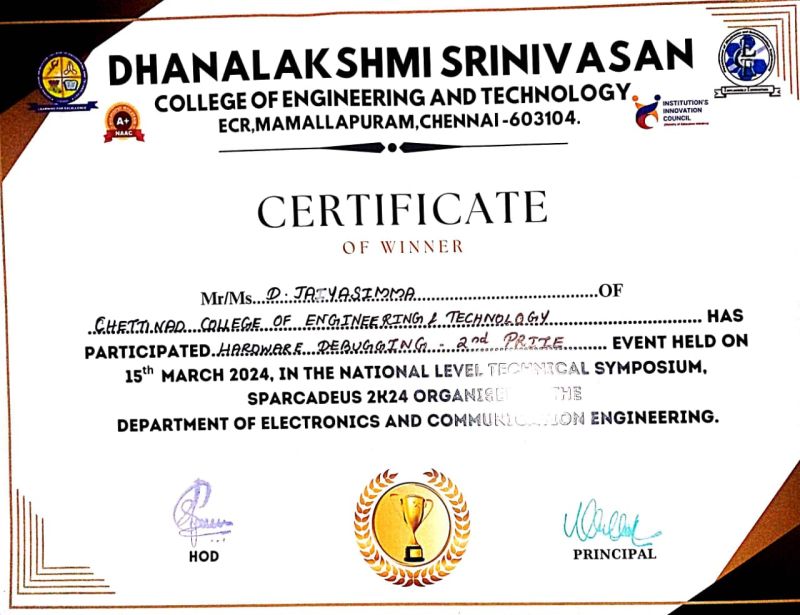 DHANALAKSHMI SRINIVASAN
COLLEGE OF ENGINEERING AND TECHNOLOGY
ECR,MAMALLAPURAM,CHENNAI-603104.
LEARNING FOR EXCELLENCE
A+
NAAC
INSTITUTION'S
INNOVATION
COUNCIL
CERTIFICATE
OF WINNER
Mr/Ms...D. JAIYASIMMA...OF
CHETTINAD COLLEGE OF ENGINEERING & TECHNOLOGY... HAS
PARTICIPATED HARDWARE DEBUGGING - 2nd PRIZE... EVENT HELD ON
15th MARCH 2024, IN THE NATIONAL LEVEL TECHNICAL SYMPOSIUM,
SPARCADEUS 2K24 ORGANISED THE
DEPARTMENT OF ELECTRONICS AND COMMUNICATION ENGINEERING.
HOD
PRINCIPAL